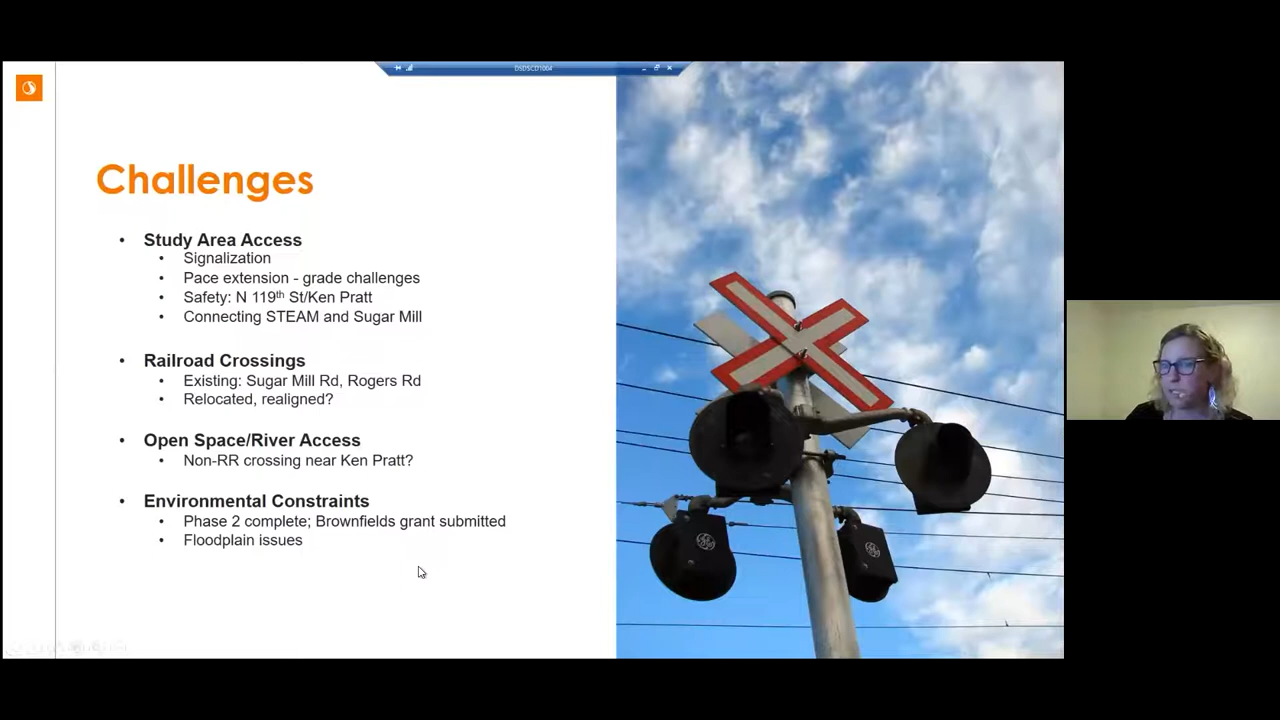 DSDSCD1004
Challenges
• Study Area Access
• Signalization
• Pace extension - grade challenges
• Safety: N 119th St/Ken Pratt
• Connecting STEAM and Sugar Mill
• Railroad Crossings
• Existing: Sugar Mill Rd, Rogers Rd
• Relocated, realigned?
• Open Space/River Access
• Non-RR crossing near Ken Pratt?
• Environmental Constraints
• Phase 2 complete; Brownfields grant submitted
• Floodplain issues